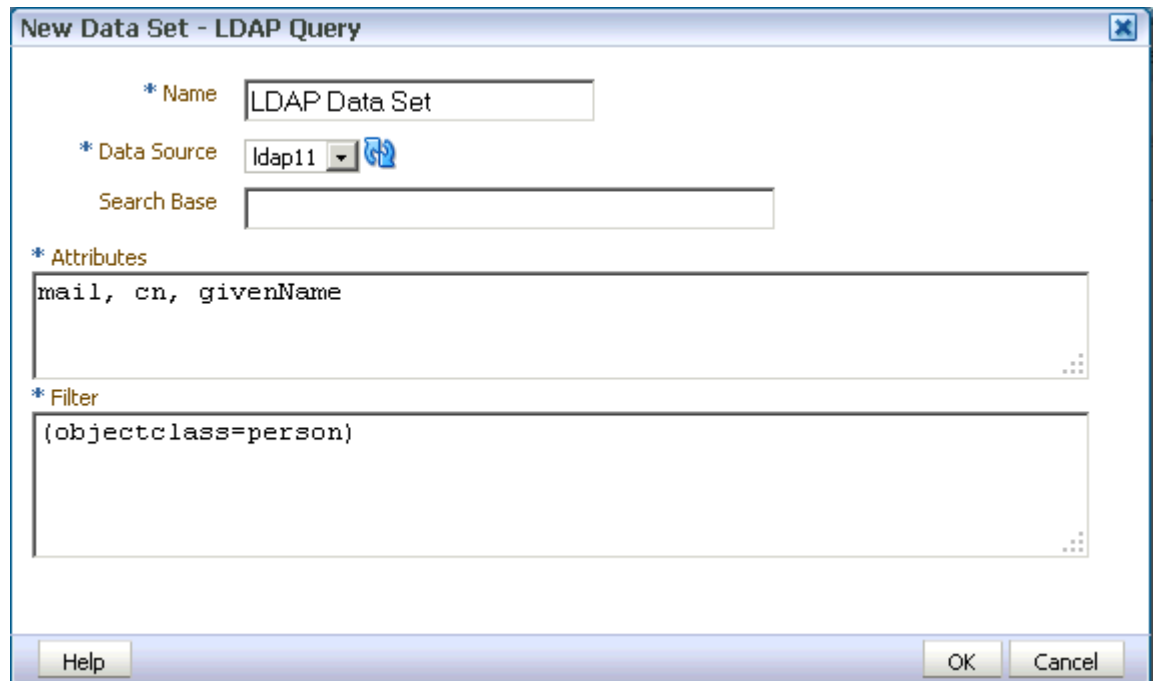 New Data Set - LDAP Query
* Name LDAP Data Set
* Data Source ldap11
Search Base
* Attributes
mail, cn, givenName
* Filter
(objectclass=person)
Help OK Cancel